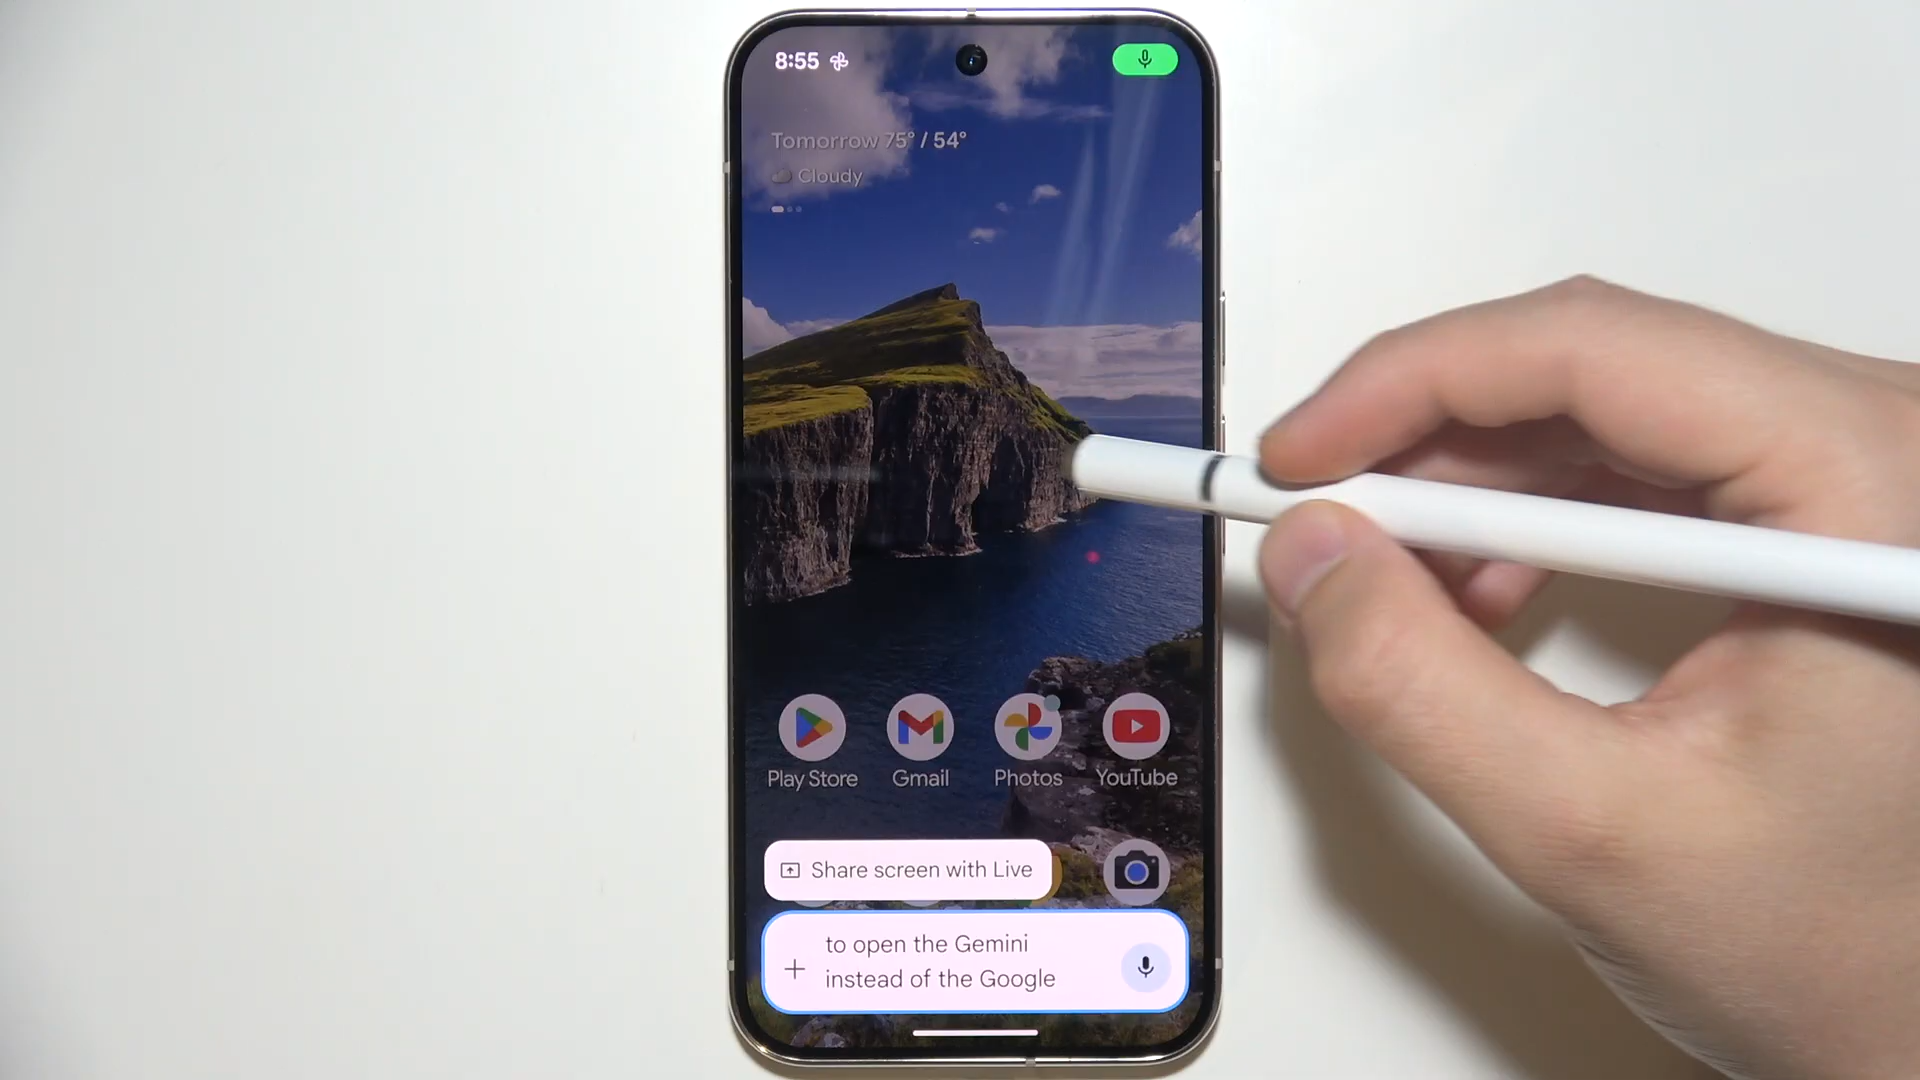 8:55
Tomorrow 75° / 54°
Cloudy
Play Store
Gmail
Photos
YouTube
Share screen with Live
to open the Gemini
instead of the Google